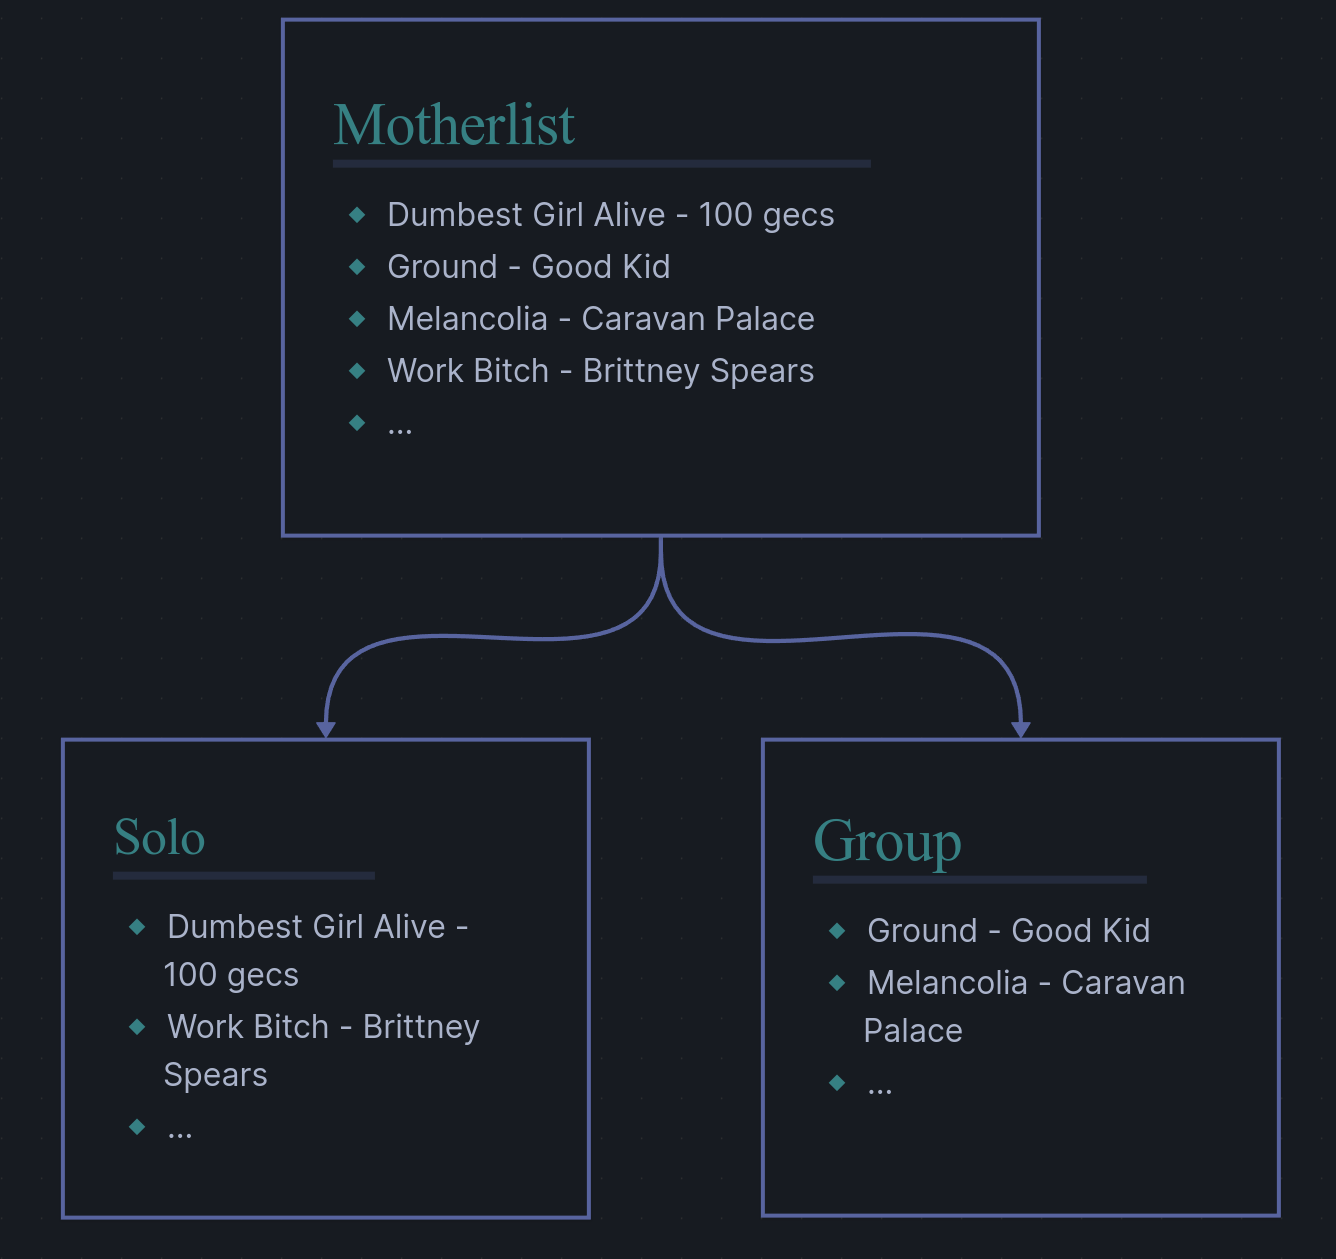 Motherlist
Dumbest Girl Alive - 100 gecs
Ground - Good Kid
Melancolia - Caravan Palace
Work Bitch - Brittney Spears
...
Solo
Dumbest Girl Alive -
100 gecs
Work Bitch - Brittney
Spears
...
Group
Ground - Good Kid
Melancolia - Caravan
Palace
...